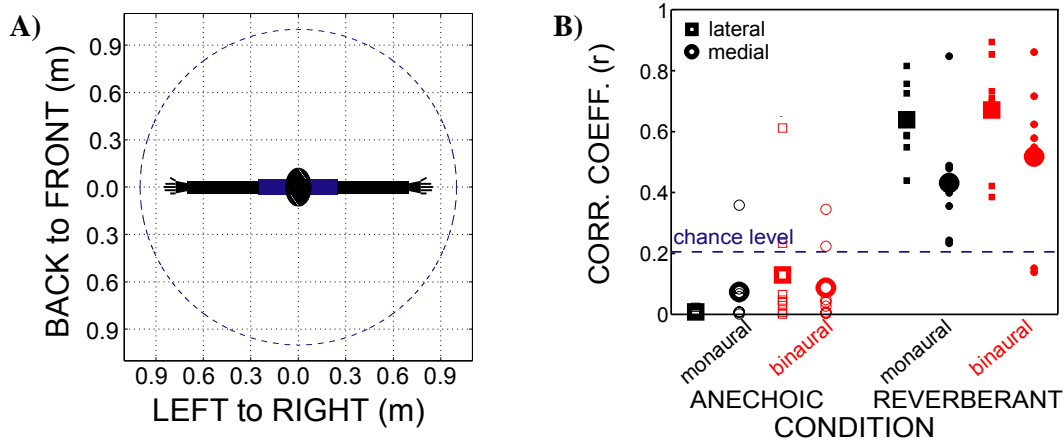 A)
BACK to FRONT (m)
0.9
0.6
0.3
0.0
0.3
0.6
0.9
0.9 0.6 0.3 0.0 0.3 0.6 0.9
LEFT to RIGHT (m)
B)
CORR. COEFF. (r)
1
0.8
0.6
0.4
0.2
0
lateral
medial
chance level
monaural binaural monaural binaural
ANECHOIC REVERBERANT
CONDITION